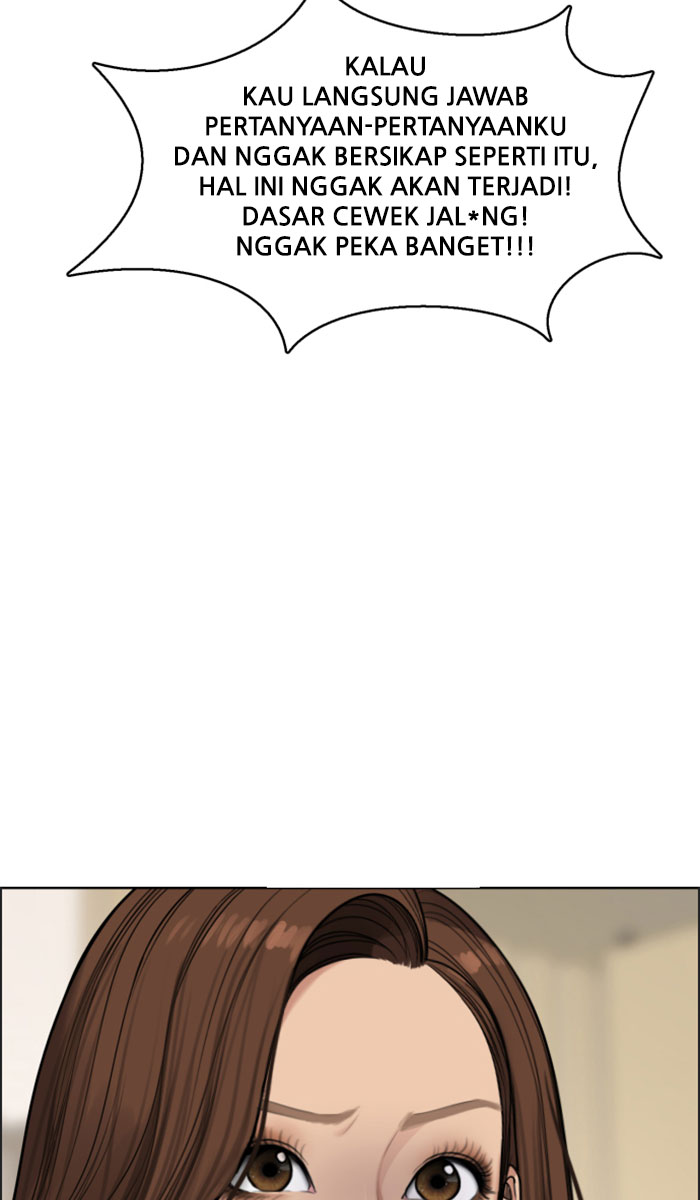 KALAU
KAU LANGSUNG JAWAB
PERTANYAAN-PERTANYAANKU
DAN NGGAK BERSIKAP SEPERTI ITU,
HAL INI NGGAK AKAN TERJADI!
DASAR CEWEK JAL*NG!
NGGAK PEKA BANGET!!!